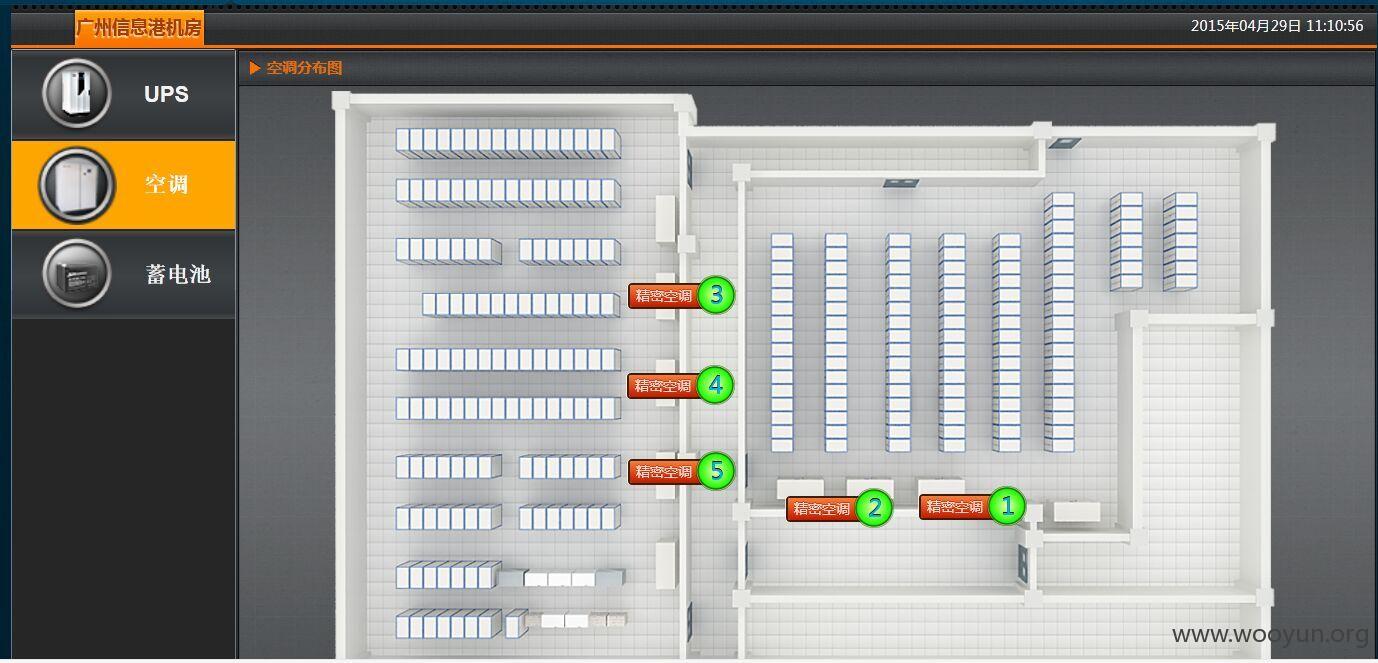 广州信息港机房
2015年04月29日 11:10:56
UPS
空调
蓄电池
空调分布图
精密空调 3
精密空调 4
精密空调 5
精密空调 2
精密空调 1
www.wooyun.org